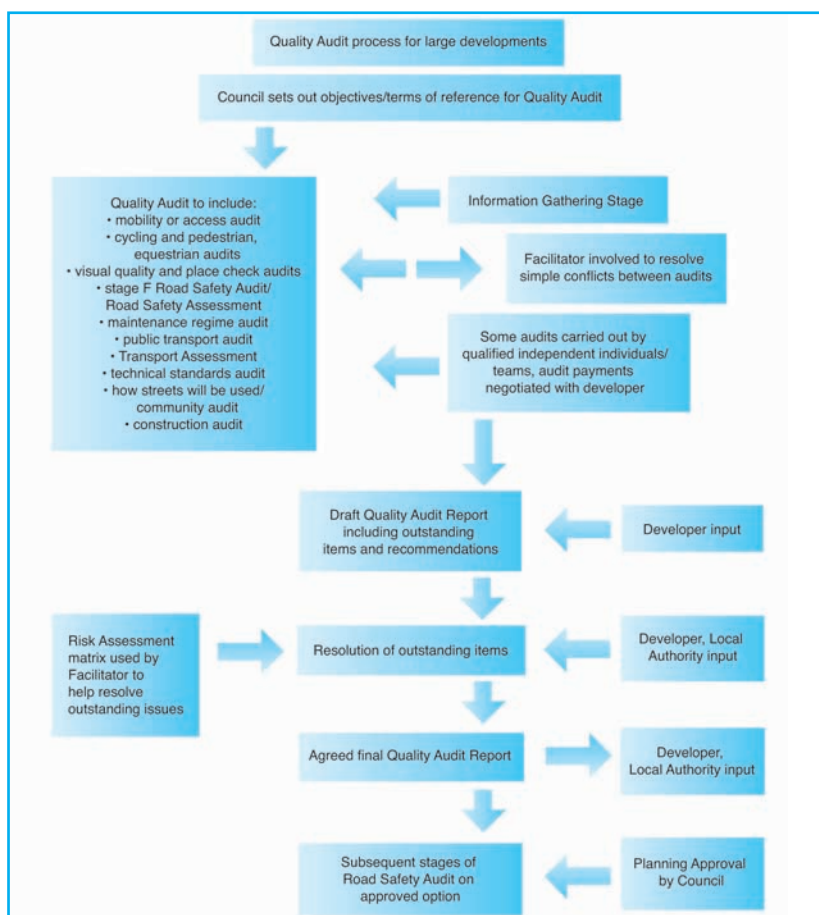 Quality Audit process for large developments
Council sets out objectives/terms of reference for Quality Audit
Quality Audit to include:
• mobility or access audit
• cycling and pedestrian,
equestrian audits
• visual quality and place check audits
• stage F Road Safety Audit/
Road Safety Assessment
• maintenance regime audit
• public transport audit
• Transport Assessment
• technical standards audit
• how streets will be used/
community audit
• construction audit
Information Gathering Stage
Facilitator involved to resolve
simple conflicts between audits
Some audits carried out by
qualified independent individuals/
teams, audit payments
negotiated with developer
Draft Quality Audit Report
including outstanding
items and recommendations
Developer input
Risk Assessment
matrix used by
Facilitator to
help resolve
outstanding issues
Resolution of outstanding items
Developer, Local
Authority input
Agreed final Quality Audit Report
Developer,
Local Authority input
Subsequent stages of
Road Safety Audit on
approved option
Planning Approval
by Council